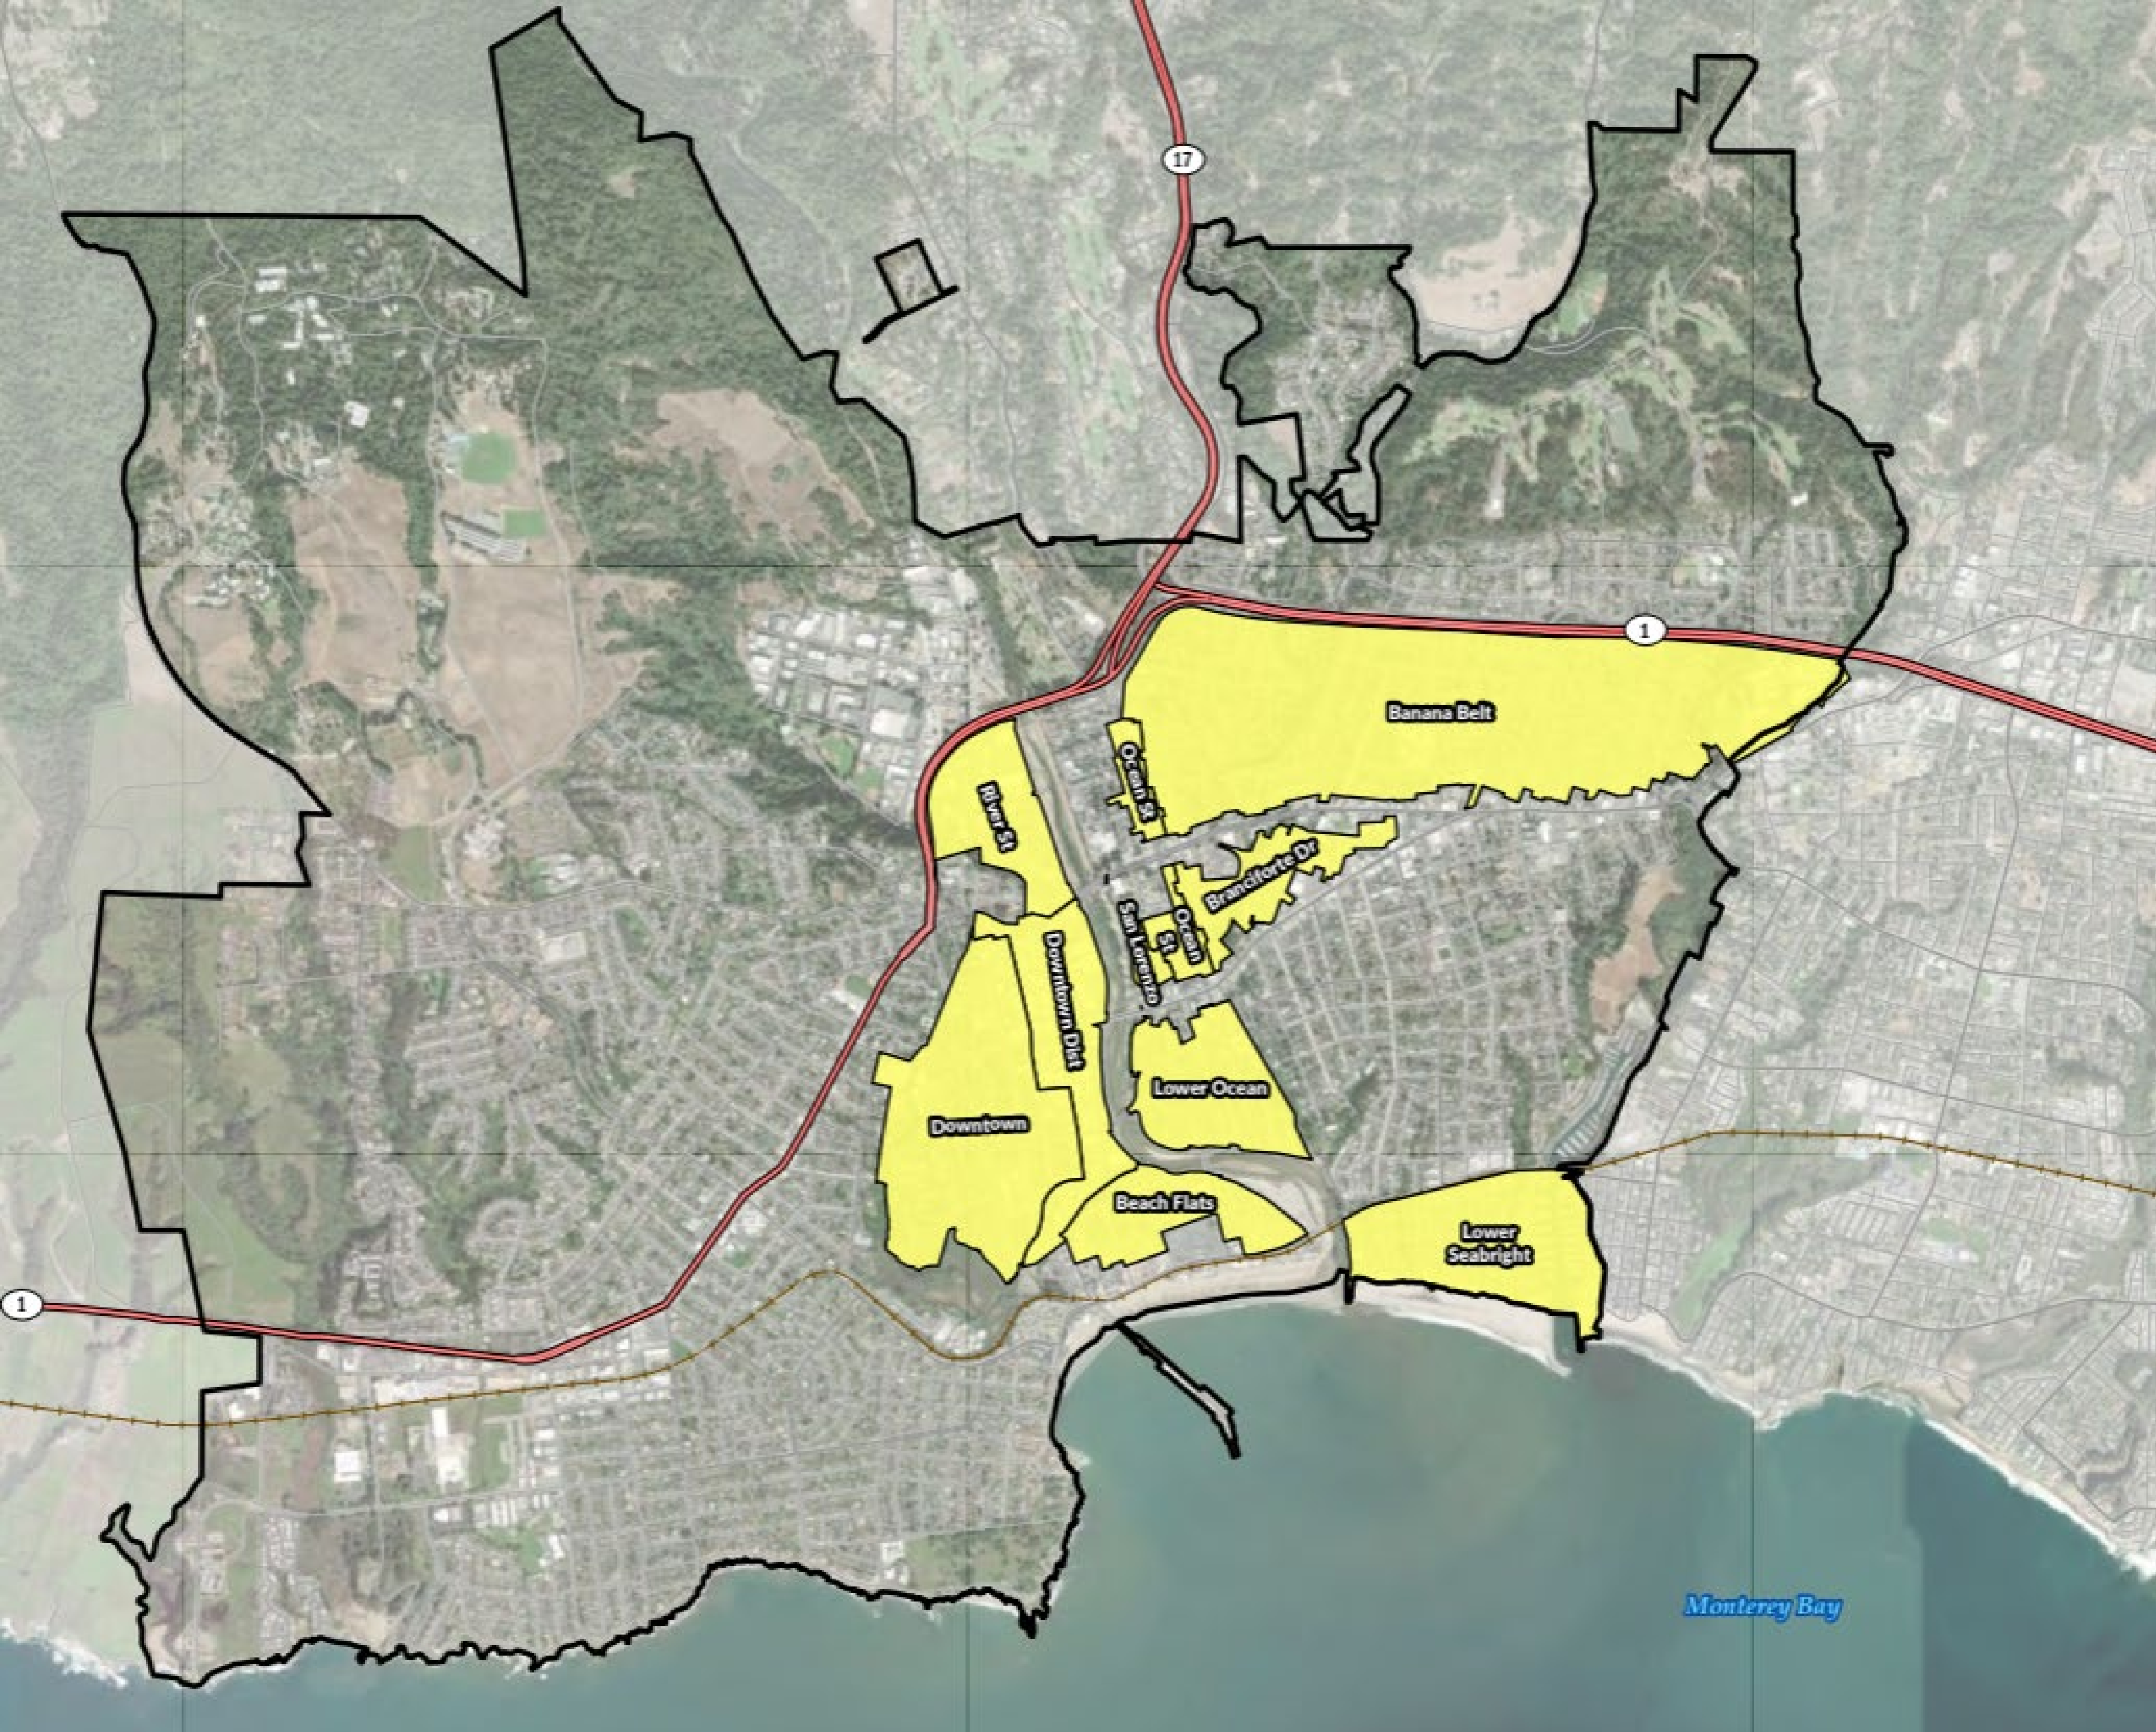 17
1
Banana Belt
Ocean St
River St
Branciforte Dr
San Lorenzo
Ocean
St
Downtown Dist
Lower Ocean
Downtown
Beach Flats
Lower
Seabright
1
Monterey Bay